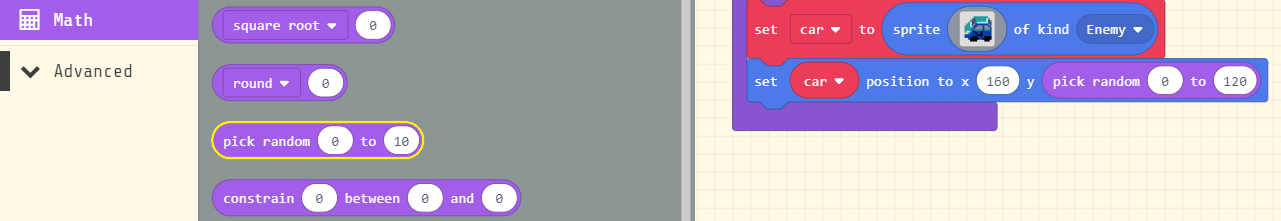 Math
Advanced
square root 0
round 0
pick random 0 to 10
constrain 0 between 0 and 0
set car to sprite of kind Enemy
set car position to x 160 y pick random 0 to 120